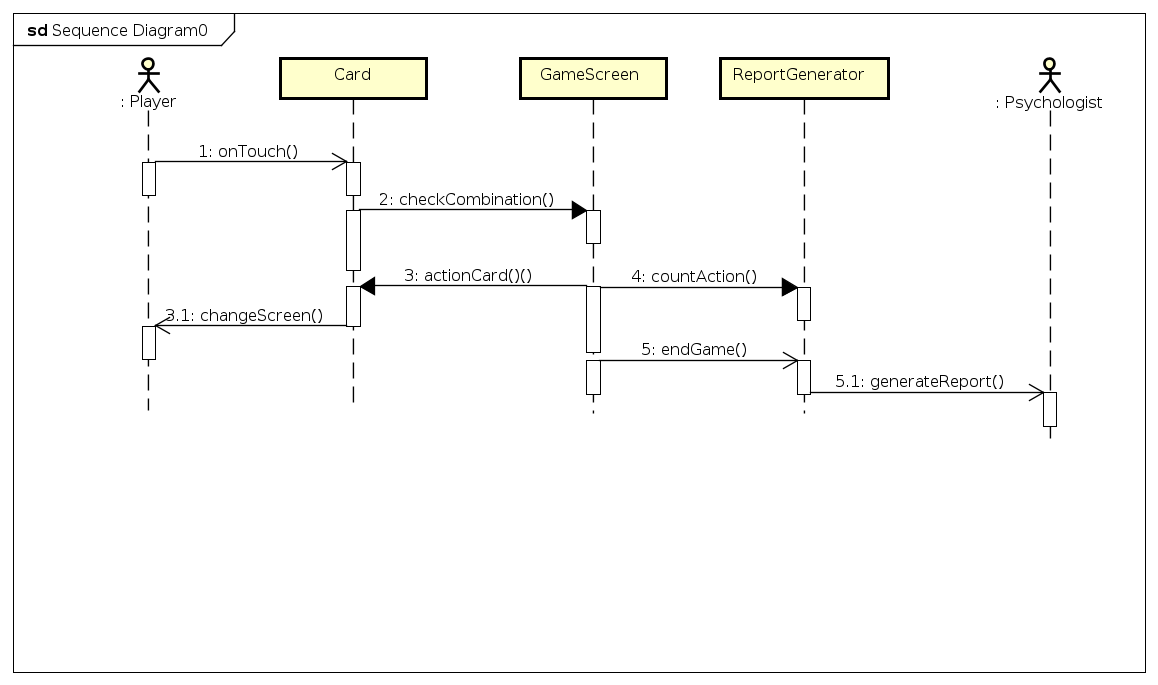 sd Sequence Diagram0
Card
GameScreen
ReportGenerator
: Player
: Psychologist
1: onTouch()
2: checkCombination()
3: actionCard()()
4: countAction()
3.1: changeScreen()
5: endGame()
5.1: generateReport()